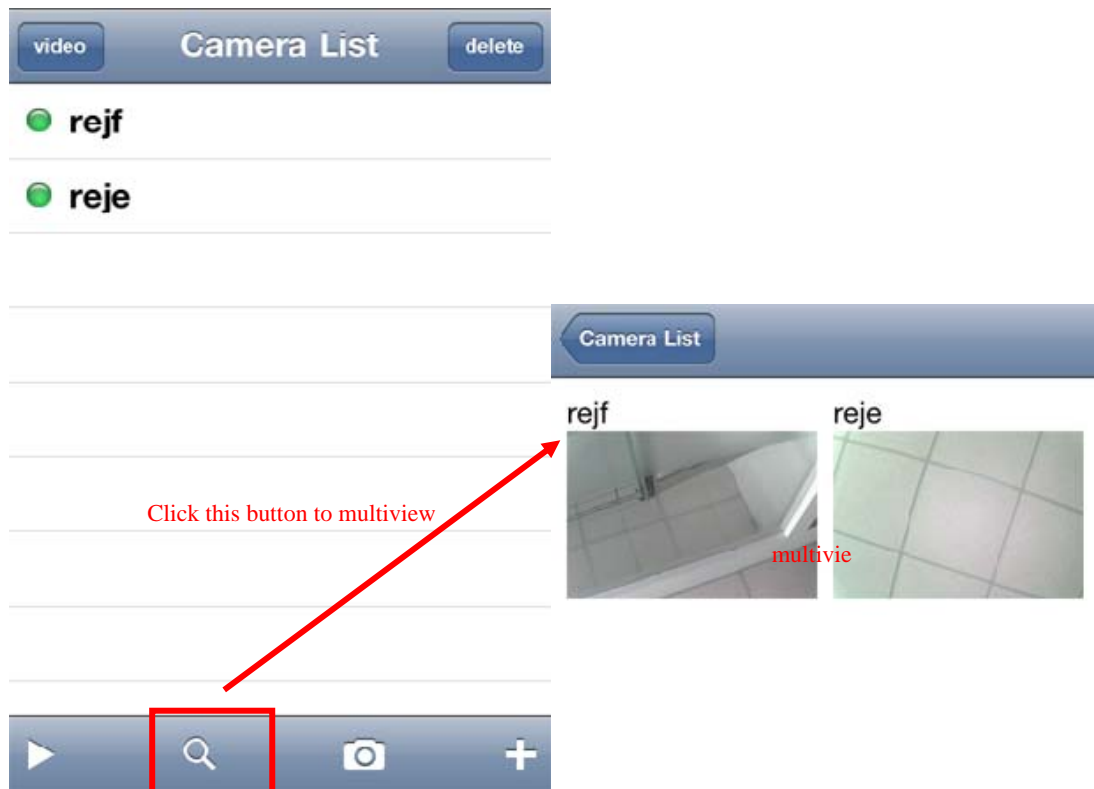 video Camera List delete
rejf
reje
Click this button to multiview
Camera List
rejf reje
multivie